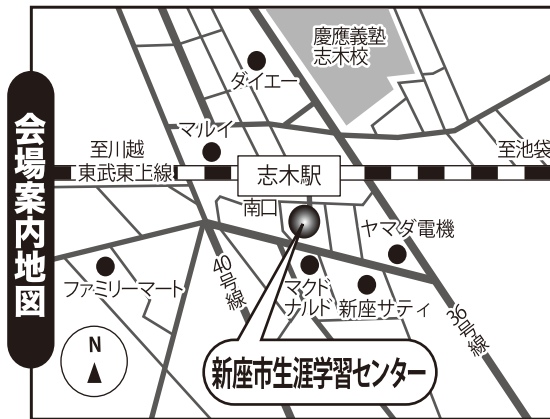 会場案内地図
慶應義塾
志木校
ダイエー
マルイ
至川越
東武東上線
至池袋
志木駅
南口
ヤマダ電機
ファミリーマート
40号線
マクド
ナルド
新座サティ
36号線
N
新座市生涯学習センター